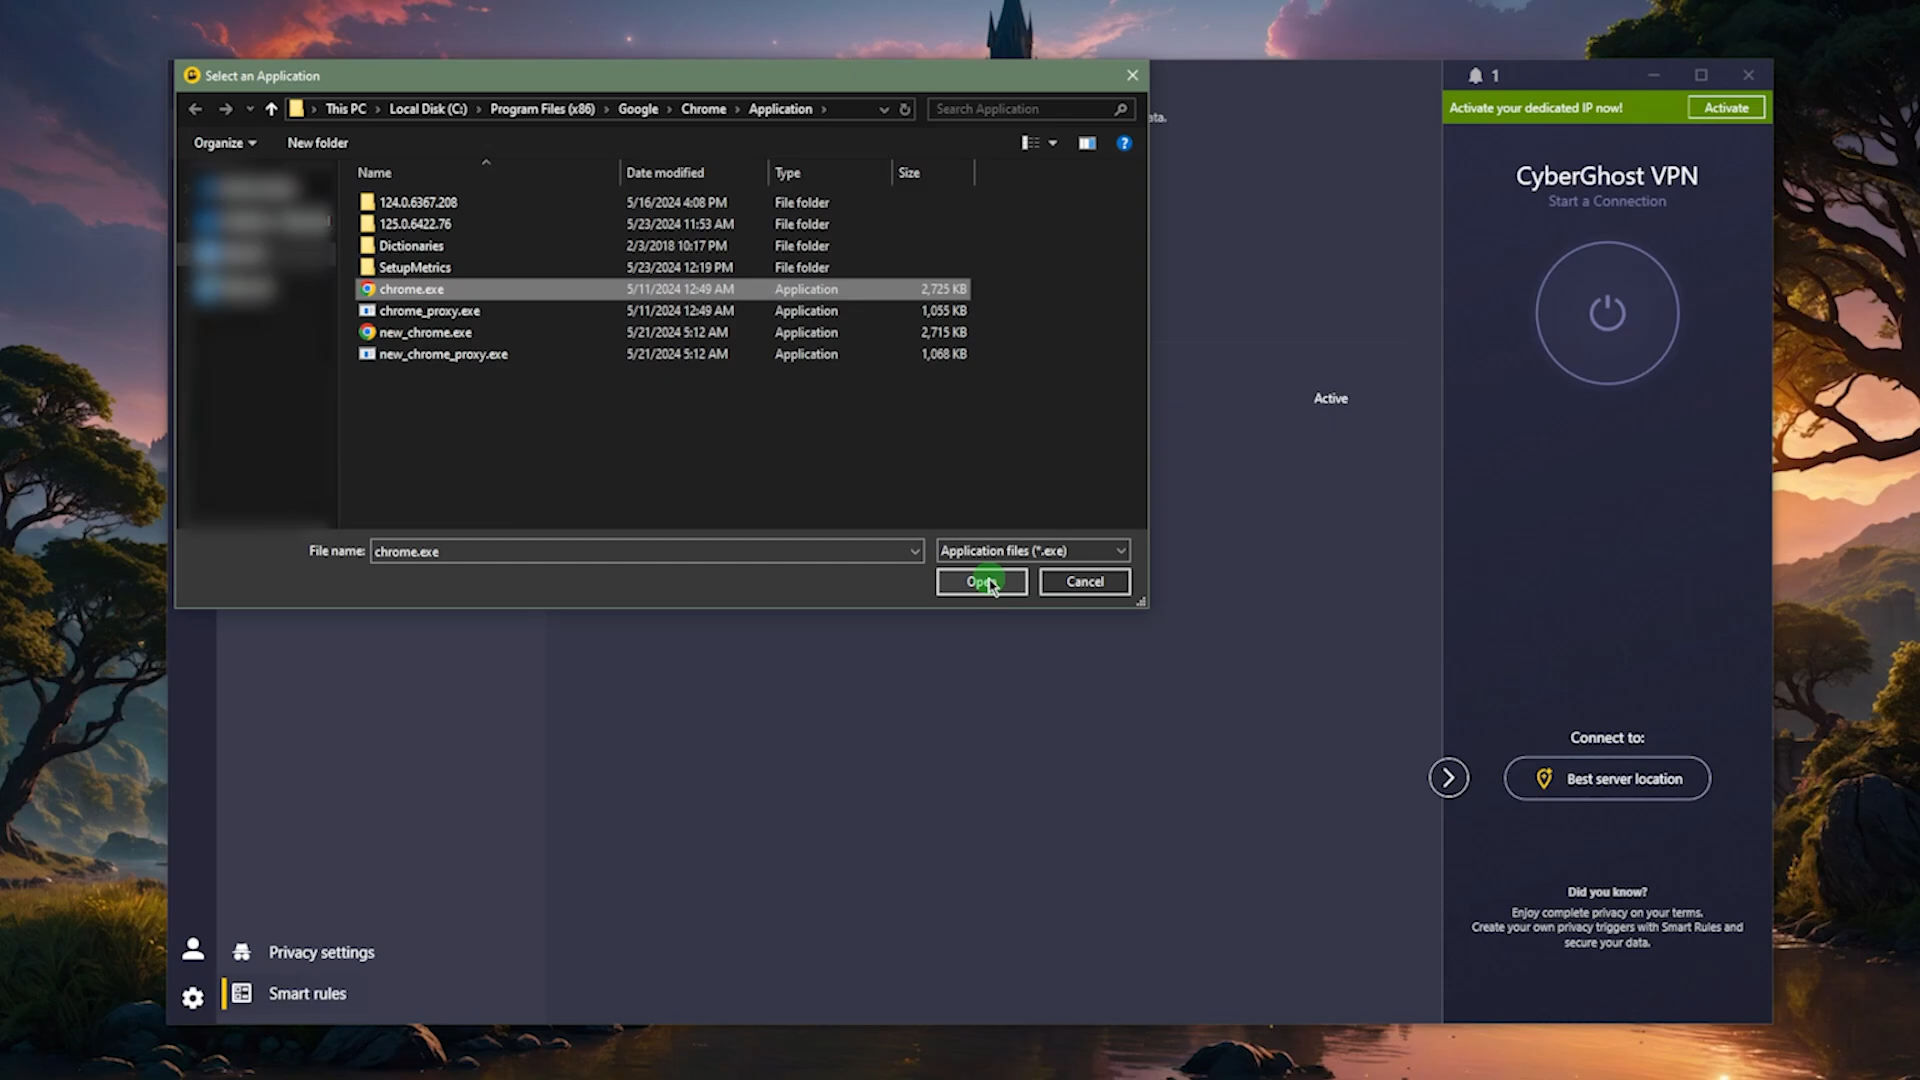 Select an Application
This PC > Local Disk (C:) > Program Files (x86) > Google > Chrome > Application >
Search Application
Organize
New folder
Name Date modified Type Size
124.0.6367.208 5/16/2024 4:08 PM File folder
125.0.6422.76 5/23/2024 11:53 AM File folder
Dictionaries 2/3/2018 10:17 PM File folder
SetupMetrics 5/23/2024 12:19 PM File folder
chrome.exe 5/11/2024 12:49 AM Application 2,725 KB
chrome_proxy.exe 5/11/2024 12:49 AM Application 1,055 KB
new_chrome.exe 5/21/2024 5:12 AM Application 2,715 KB
new_chrome_proxy.exe 5/21/2024 5:12 AM Application 1,068 KB
File name: chrome.exe
Application files (*.exe)
Open
Cancel
ata.
Active
Privacy settings
Smart rules
1
Activate your dedicated IP now!
Activate
CyberGhost VPN
Start a Connection
Connect to:
Best server location
Did you know?
Enjoy complete privacy on your terms.
Create your own privacy triggers with Smart Rules and
secure your data.